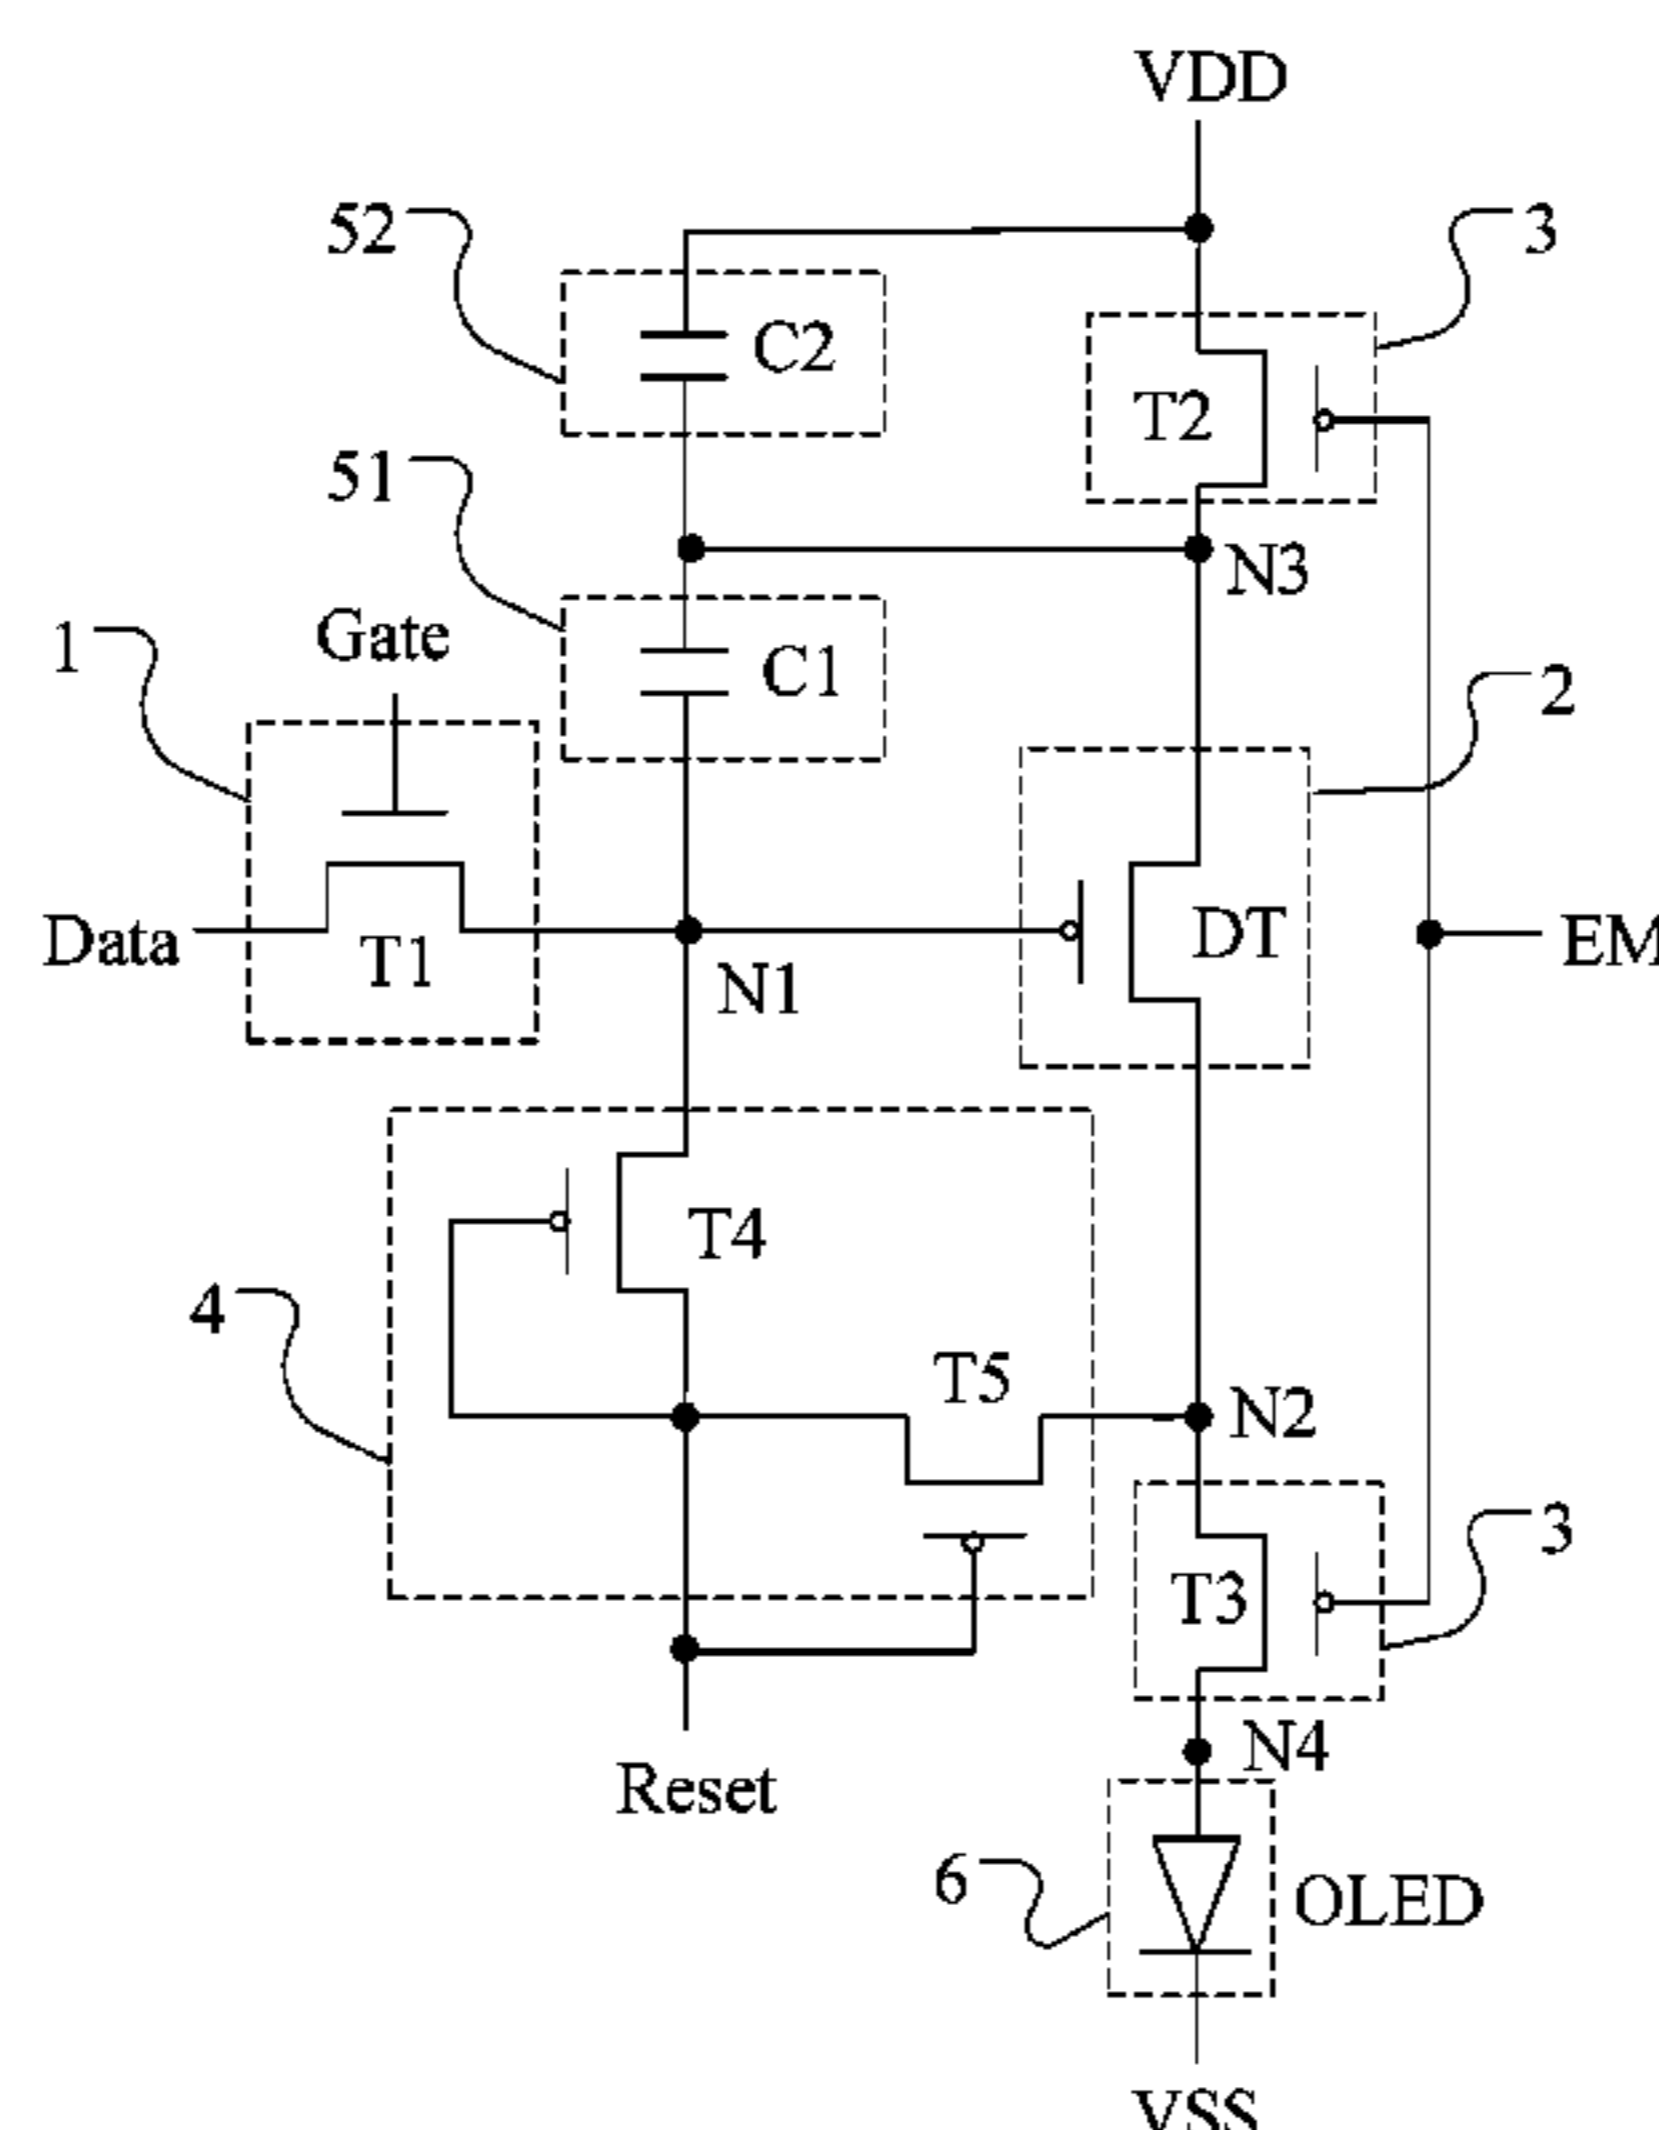 VDD
52
3
C2
T2
51
N3
1
Gate
C1
2
Data
T1
N1
DT
EM
T4
4
T5
N2
3
T3
N4
Reset
6
OLED
VSS